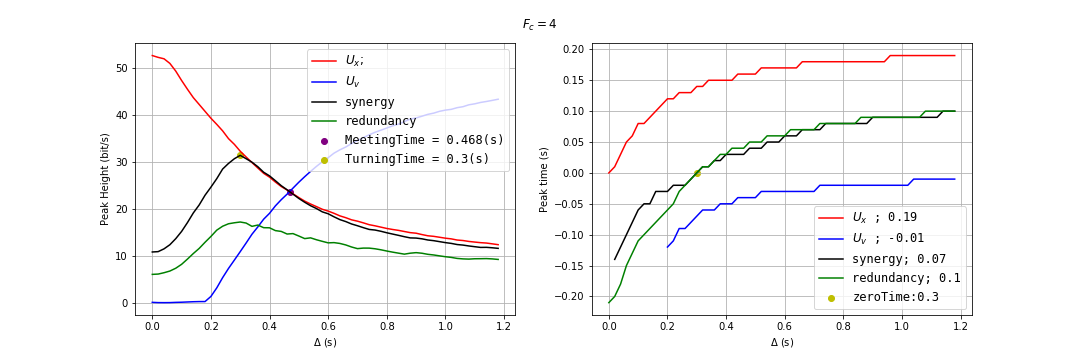 F_c = 4
Peak Height (bit/s)
50
40
30
20
10
0
0.0 0.2 0.4 0.6 0.8 1.0 1.2
Δ (s)
U_x;
U_v
synergy
redundancy
MeetingTime = 0.468(s)
TurningTime = 0.3(s)
Peak time (s)
0.20
0.15
0.10
0.05
0.00
−0.05
−0.10
−0.15
−0.20
0.0 0.2 0.4 0.6 0.8 1.0 1.2
Δ (s)
U_x ; 0.19
U_v ; -0.01
synergy; 0.07
redundancy; 0.1
zeroTime:0.3